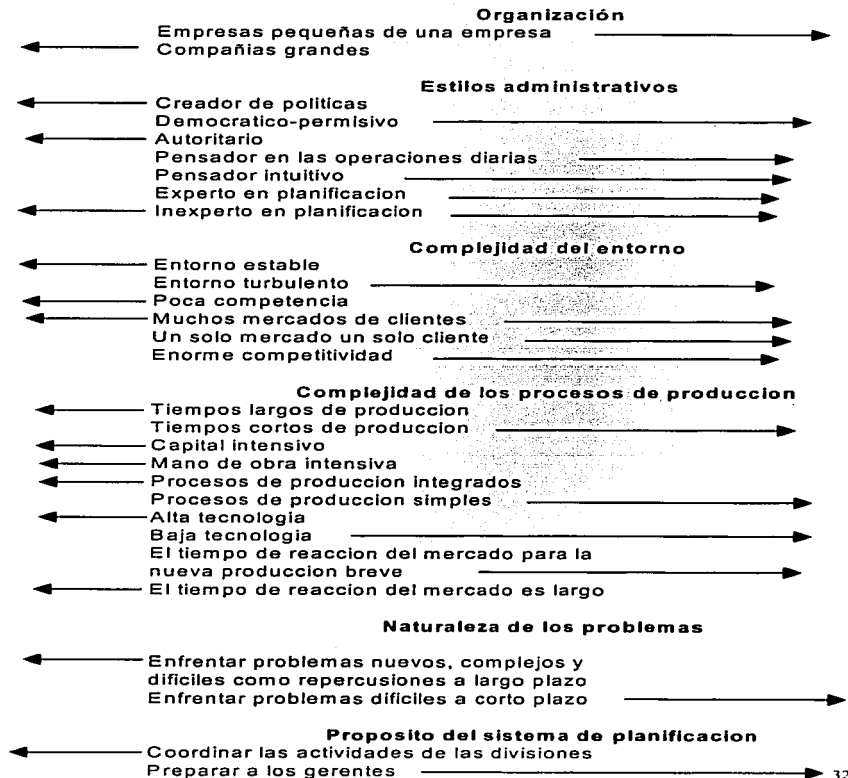 Organización
Empresas pequeñas de una empresa
Compañias grandes
Estilos administrativos
Creador de politicas
Democratico-permisivo
Autoritario
Pensador en las operaciones diarias
Pensador intuitivo
Experto en planificacion
Inexperto en planificacion
Complejidad del entorno
Entorno estable
Entorno turbulento
Poca competencia
Muchos mercados de clientes
Un solo mercado un solo cliente
Enorme competitividad
Complejidad de los procesos de produccion
Tiempos largos de produccion
Tiempos cortos de produccion
Capital intensivo
Mano de obra intensiva
Procesos de produccion integrados
Procesos de produccion simples
Alta tecnologia
Baja tecnologia
El tiempo de reaccion del mercado para la
nueva produccion breve
El tiempo de reaccion del mercado es largo
Naturaleza de los problemas
Enfrentar problemas nuevos, complejos y
dificiles como repercusiones a largo plazo
Enfrentar problemas dificiles a corto plazo
Proposito del sistema de planificacion
Coordinar las actividades de las divisiones
Preparar a los gerentes
32